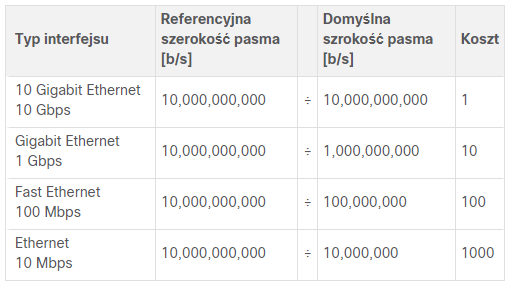 Typ interfejsu
Referencyjna
szerokość pasma
[b/s]
Domyślna
szrokość pasma
[b/s]
Koszt
10 Gigabit Ethernet
10 Gbps
10,000,000,000
÷
10,000,000,000
1
Gigabit Ethernet
1 Gbps
10,000,000,000
÷
1,000,000,000
10
Fast Ethernet
100 Mbps
10,000,000,000
÷
100,000,000
100
Ethernet
10 Mbps
10,000,000,000
÷
10,000,000
1000